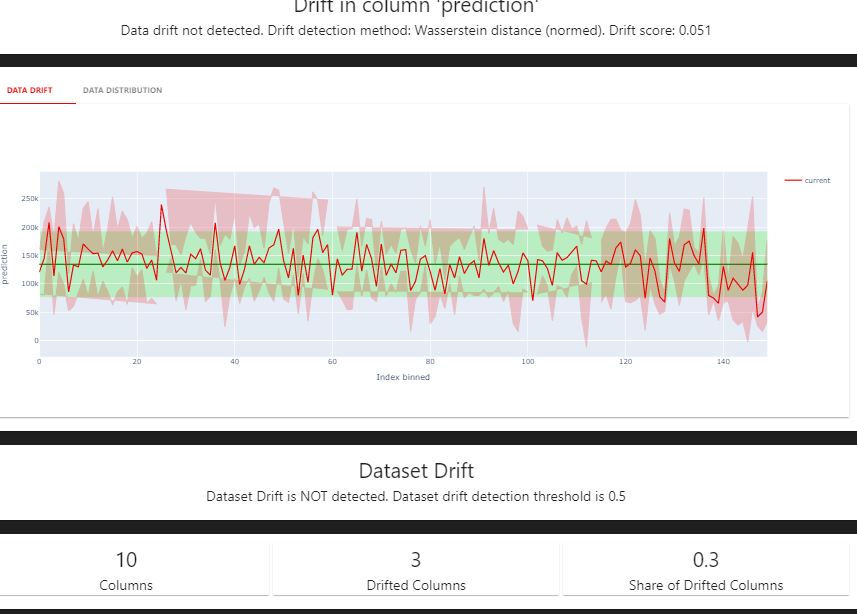 Drift in column 'prediction'
Data drift not detected. Drift detection method: Wasserstein distance (normed). Drift score: 0.051
DATA DRIFT DATA DISTRIBUTION
current
250k
200k
150k
100k
50k
0
prediction
0 20 40 60 80 100 120 140
Index binned
Dataset Drift
Dataset Drift is NOT detected. Dataset drift detection threshold is 0.5
10 3 0.3
Columns Drifted Columns Share of Drifted Columns